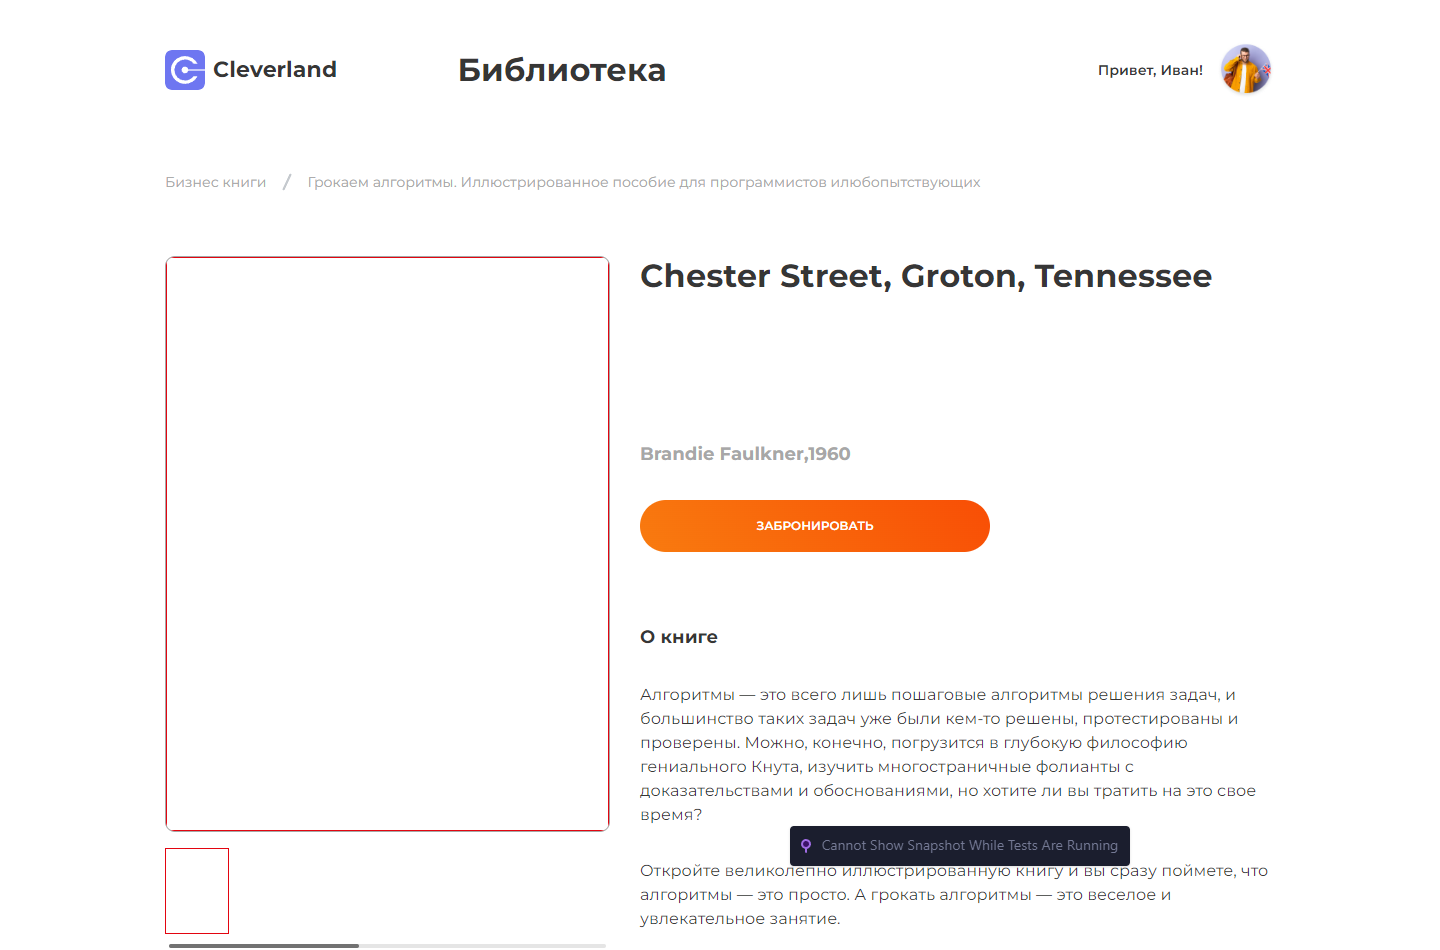 Cleverland
Библиотека
Привет, Иван!
Бизнес книги / Грокаем алгоритмы. Иллюстрированное пособие для программистов илюбопытствующих
Chester Street, Groton, Tennessee
Brandie Faulkner,1960
ЗАБРОНИРОВАТЬ
О книге
Алгоритмы — это всего лишь пошаговые алгоритмы решения задач, и
большинство таких задач уже были кем-то решены, протестированы и
проверены. Можно, конечно, погрузится в глубокую философию
гениального Кнута, изучить многостраничные фолианты с
доказательствами и обоснованиями, но хотите ли вы тратить на это свое
время?
Cannot Show Snapshot While Tests Are Running
Откройте великолепно иллюстрированную книгу и вы сразу поймете, что
алгоритмы — это просто. А грокать алгоритмы — это веселое и
увлекательное занятие.